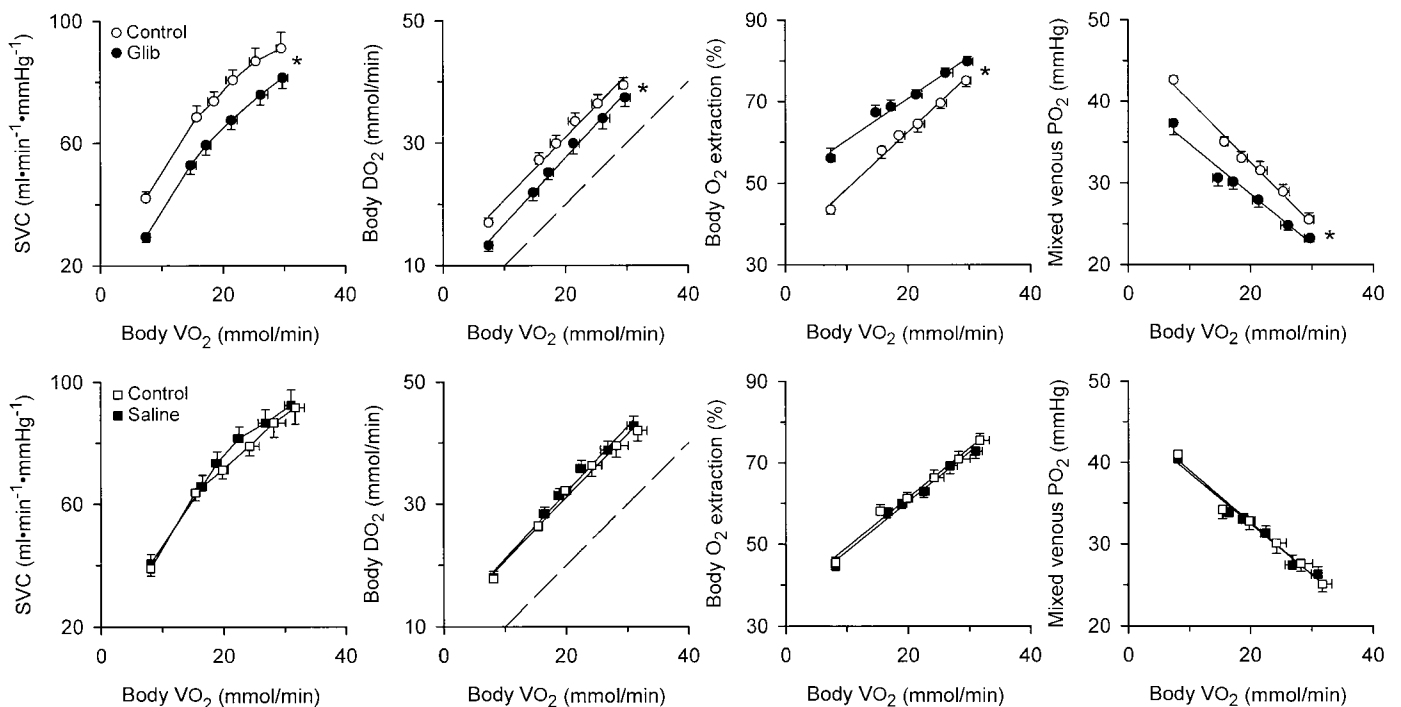 100
80
60
40
20
SVC (ml•min⁻¹•mmHg⁻¹)
Control
Glib
*
0 20 40
Body VO₂ (mmol/min)
50
30
10
Body DO₂ (mmol/min)
*
0 20 40
Body VO₂ (mmol/min)
90
70
50
30
Body O₂ extraction (%)
*
0 20 40
Body VO₂ (mmol/min)
50
40
30
20
Mixed venous PO₂ (mmHg)
*
0 20 40
Body VO₂ (mmol/min)
100
60
20
SVC (ml•min⁻¹•mmHg⁻¹)
Control
Saline
0 20 40
Body VO₂ (mmol/min)
50
30
10
Body DO₂ (mmol/min)
0 20 40
Body VO₂ (mmol/min)
90
70
50
30
Body O₂ extraction (%)
0 20 40
Body VO₂ (mmol/min)
50
40
30
20
Mixed venous PO₂ (mmHg)
0 20 40
Body VO₂ (mmol/min)